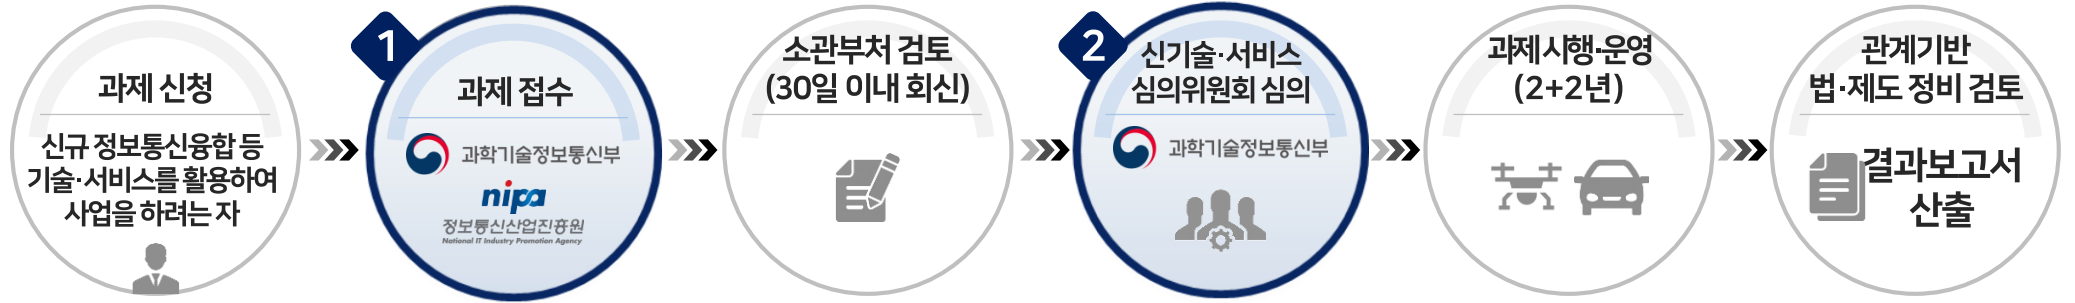 과제 신청
신규 정보통신융합 등
기술·서비스를 활용하여
사업을 하려는 자
1
과제 접수
과학기술정보통신부
nipa
정보통신산업진흥원
National IT Industry Promotion Agency
소관부처 검토
(30일 이내 회신)
2
신기술·서비스
심의위원회 심의
과학기술정보통신부
과제 시행·운영
(2+2년)
관계기반
법·제도 정비 검토
결과보고서
산출